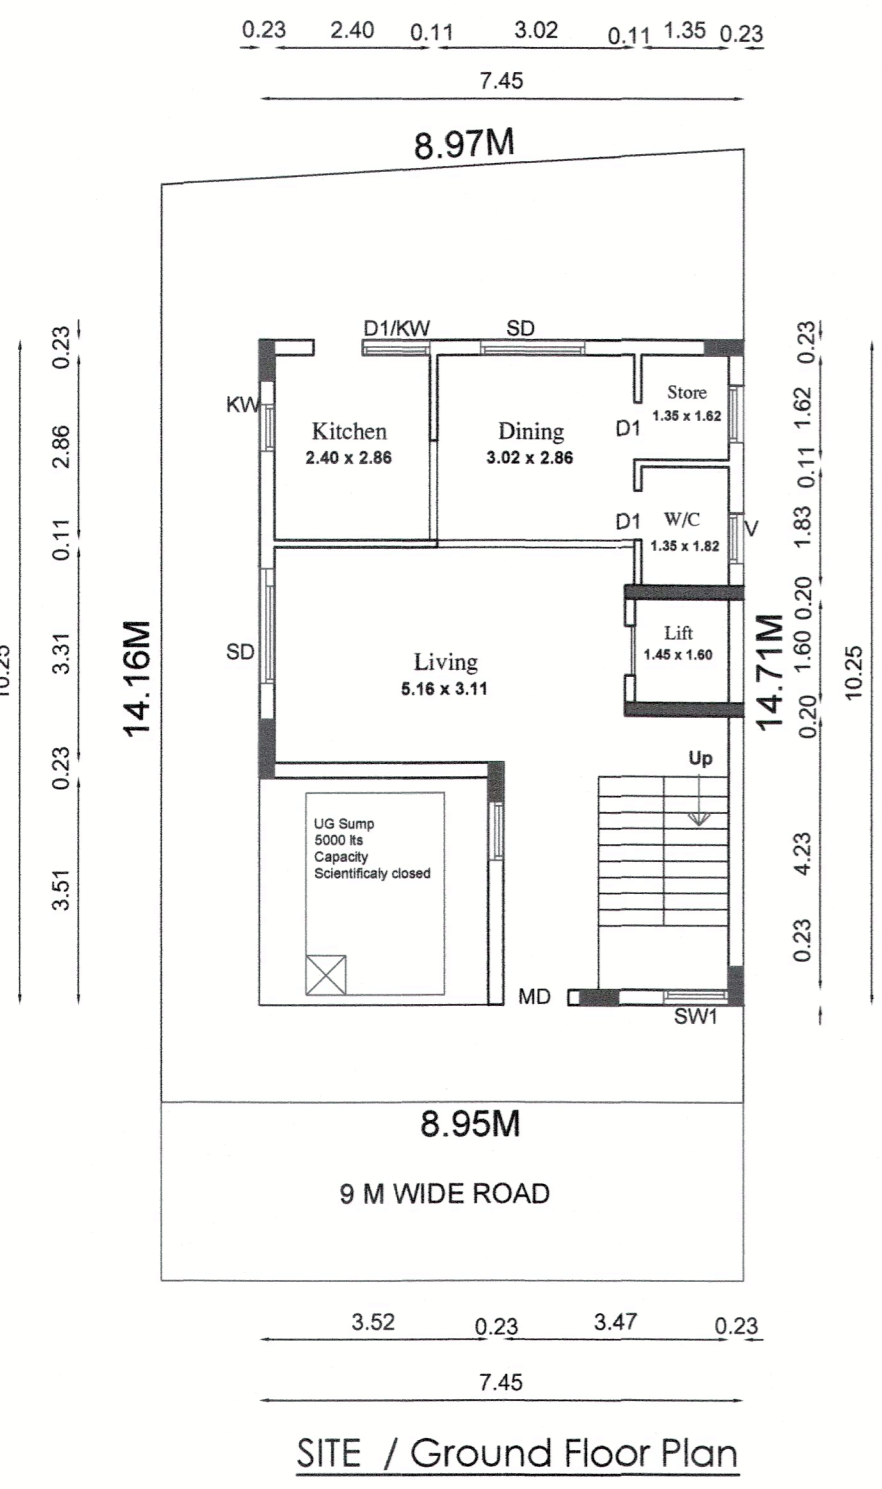 0.23 2.40 0.11 3.02 0.11 1.35 0.23
7.45
8.97M
D1/KW SD
0.23
0.23
KW
Store
1.35 x 1.62
1.62
D1
Kitchen
2.40 x 2.86
Dining
3.02 x 2.86
2.86
0.11
D1
W/C
1.35 x 1.82
V
1.83
0.11
0.20
SD
3.31
14.16M
10.25
Living
5.16 x 3.11
Lift
1.45 x 1.60
14.71M
1.60
10.25
0.20
0.23
Up
UG Sump
5000 lts
Capacity
Scientificaly closed
3.51
4.23
0.23
MD
SW1
8.95M
9 M WIDE ROAD
3.52 0.23 3.47 0.23
7.45
SITE / Ground Floor Plan